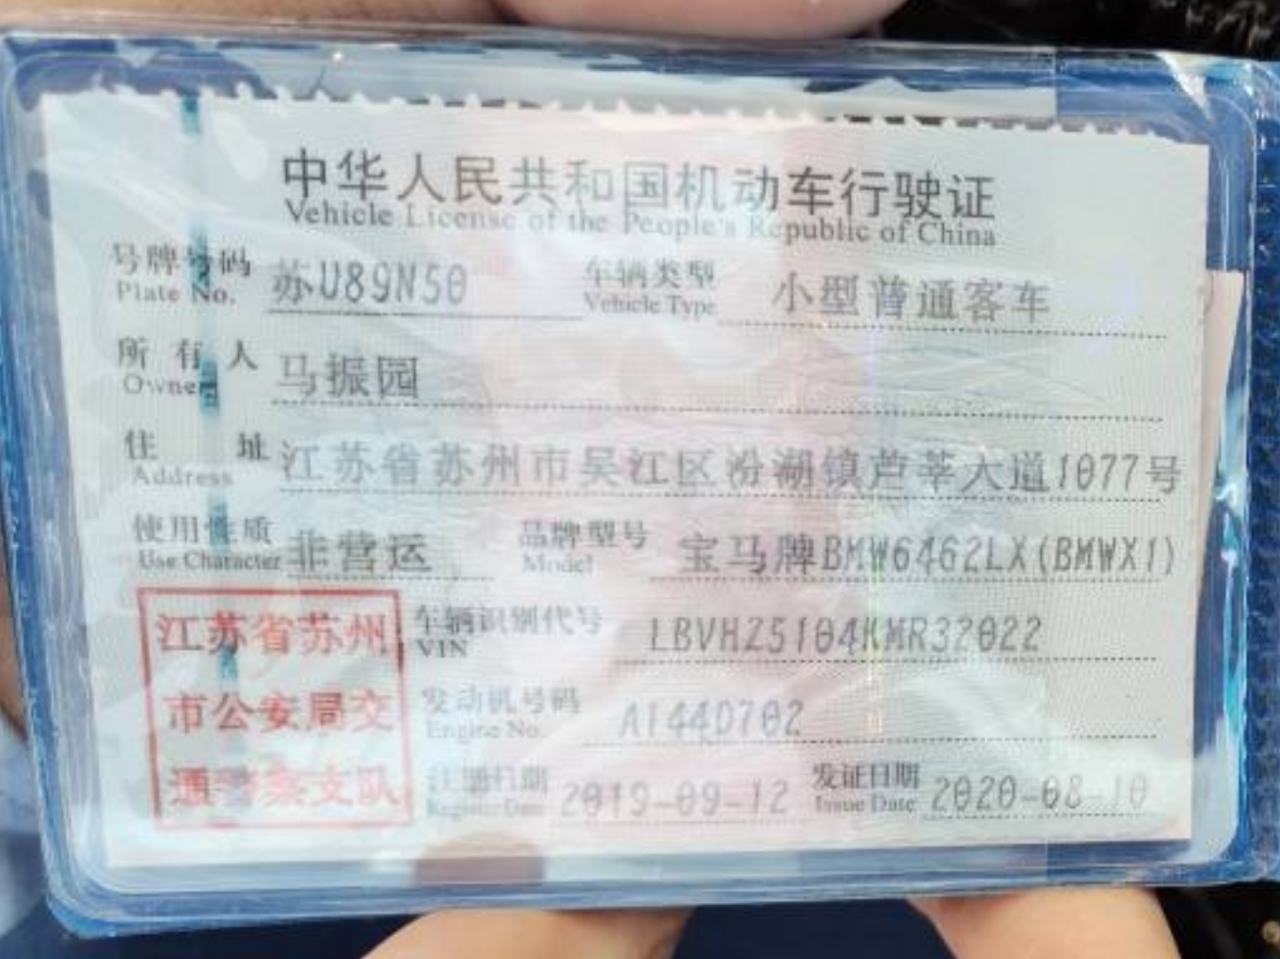 中华人民共和国机动车行驶证
Vehicle License of the People's Republic of China
号牌号码 苏U89N50 车辆类型 小型普通客车
Plate No. Vehicle Type
所有人 马振园
Owner
住址 江苏省苏州市吴江区汾湖镇芦莘大道1077号
Address
使用性质 非营运 品牌型号 宝马牌BMW6462LX(BMWX1)
Use Character Model
江苏省苏州 车辆识别代号 LBVHZ5104KMR32022
VIN
市公安局交 发动机号码 A144D702
Engine No.
通警察支队 注册日期 2019-09-12 发证日期 2020-08-10
Register Date Issue Date